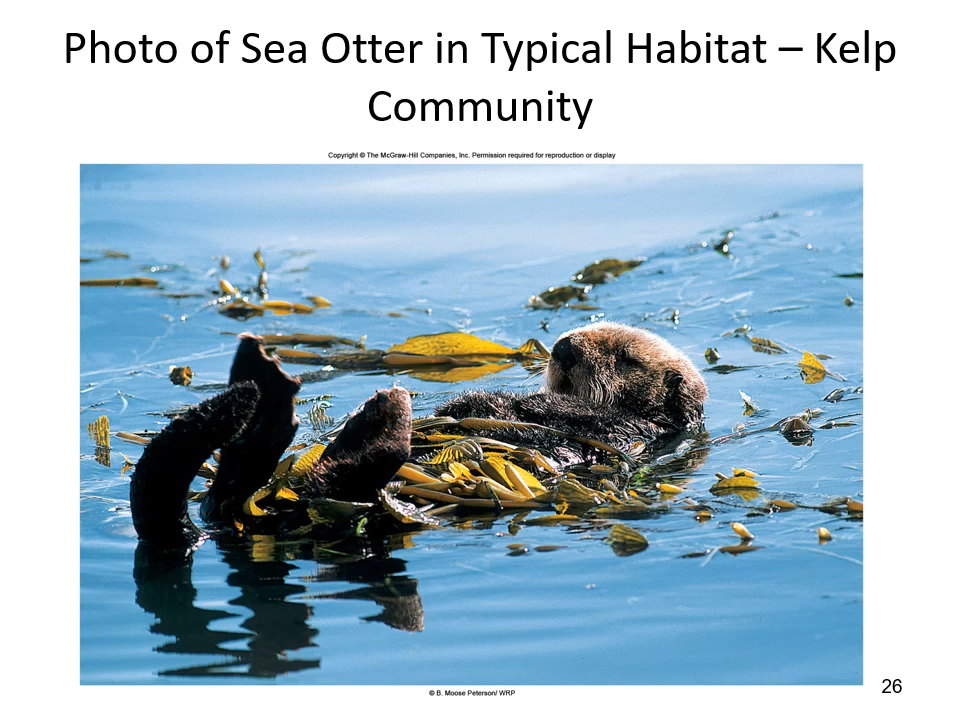 Photo of Sea Otter in Typical Habitat – Kelp
Community
Copyright © The McGraw-Hill Companies, Inc. Permission required for reproduction or display
© B. Moose Peterson/ WRP
26